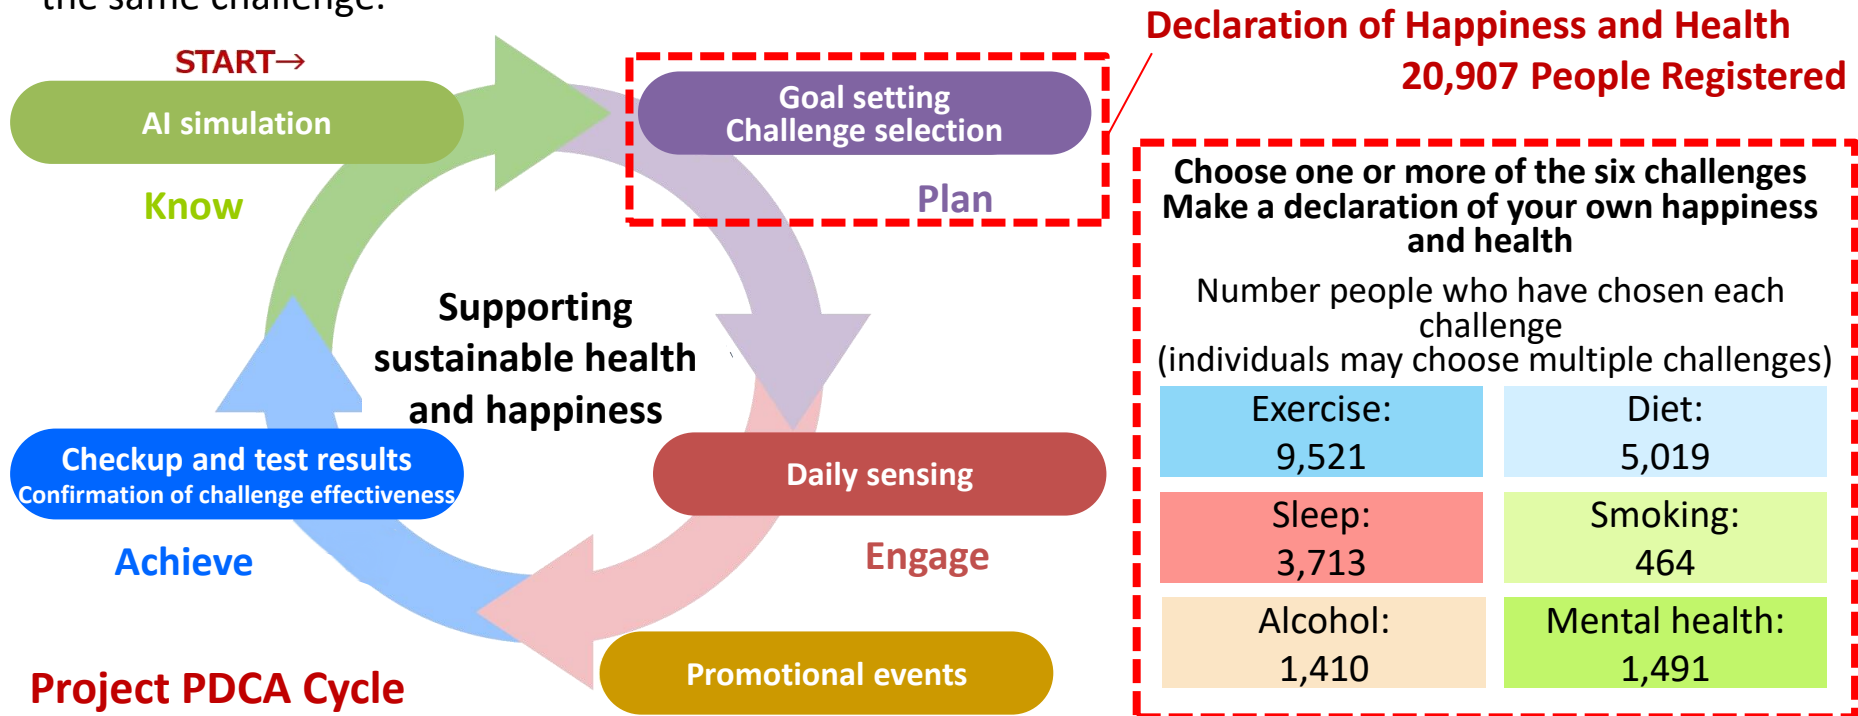 the same challenge.
START→
AI simulation
Know
Goal setting
Challenge selection
Plan
Supporting
sustainable health
and happiness
Checkup and test results
Confirmation of challenge effectiveness
Achieve
Daily sensing
Engage
Promotional events
Project PDCA Cycle
Declaration of Happiness and Health
20,907 People Registered
Choose one or more of the six challenges
Make a declaration of your own happiness
and health
Number people who have chosen each
challenge
(individuals may choose multiple challenges)
Exercise:
9,521
Diet:
5,019
Sleep:
3,713
Smoking:
464
Alcohol:
1,410
Mental health:
1,491